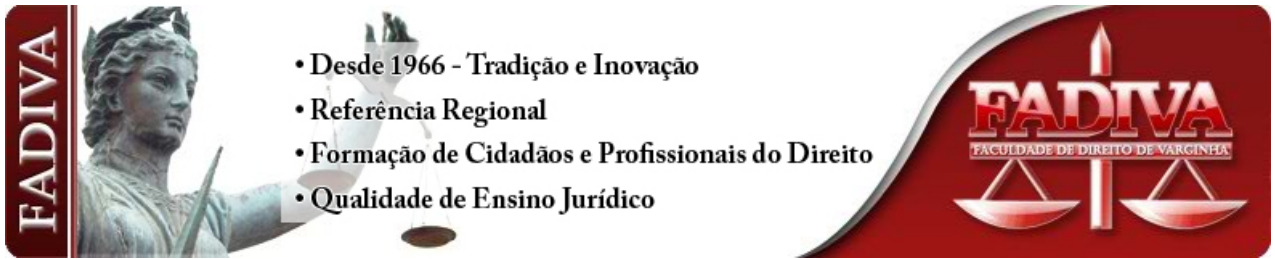 FADIVA
• Desde 1966 - Tradição e Inovação
• Referência Regional
• Formação de Cidadãos e Profissionais do Direito
• Qualidade de Ensino Jurídico
FADIVA
FACULDADE DE DIREITO DE VARGINHA